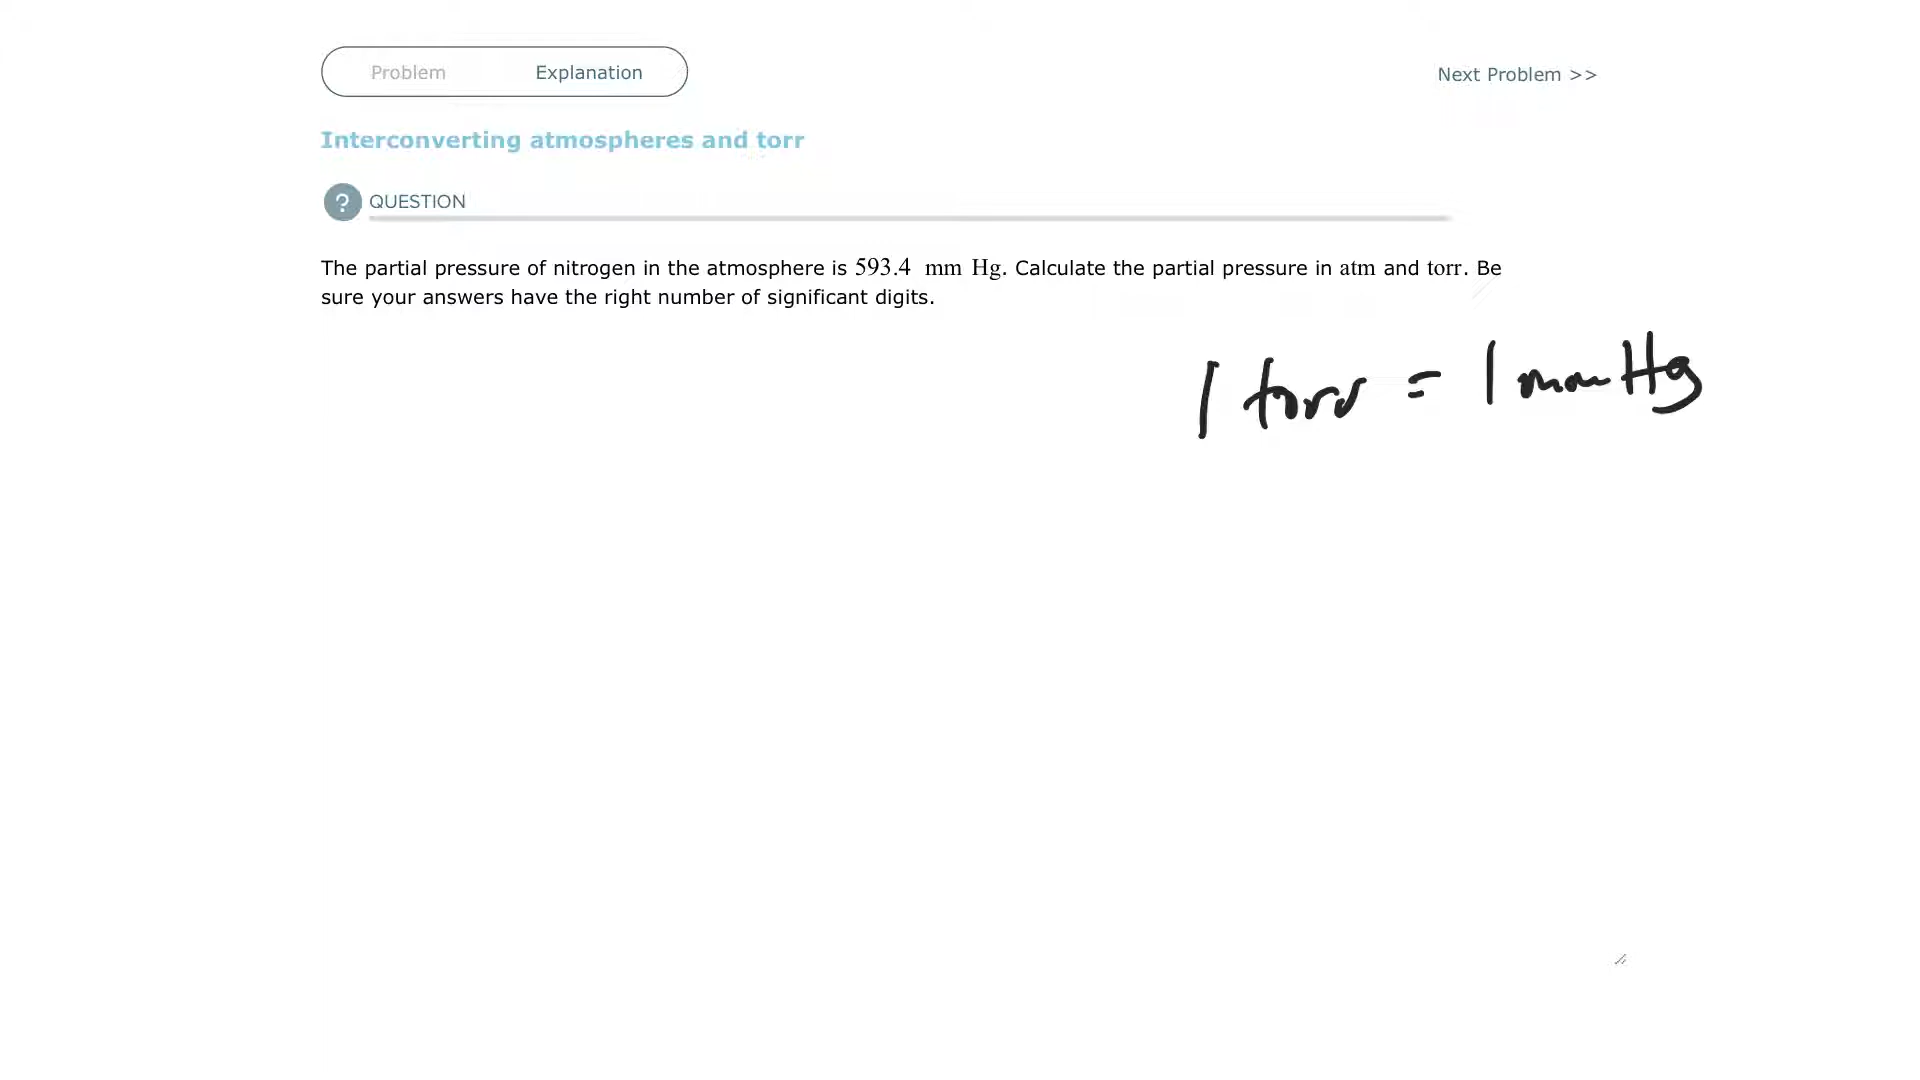 Problem Explanation Next Problem >>
Interconverting atmospheres and torr
? QUESTION
The partial pressure of nitrogen in the atmosphere is 593.4 mm Hg. Calculate the partial pressure in atm and torr. Be
sure your answers have the right number of significant digits.
1 torr = 1 mm Hg